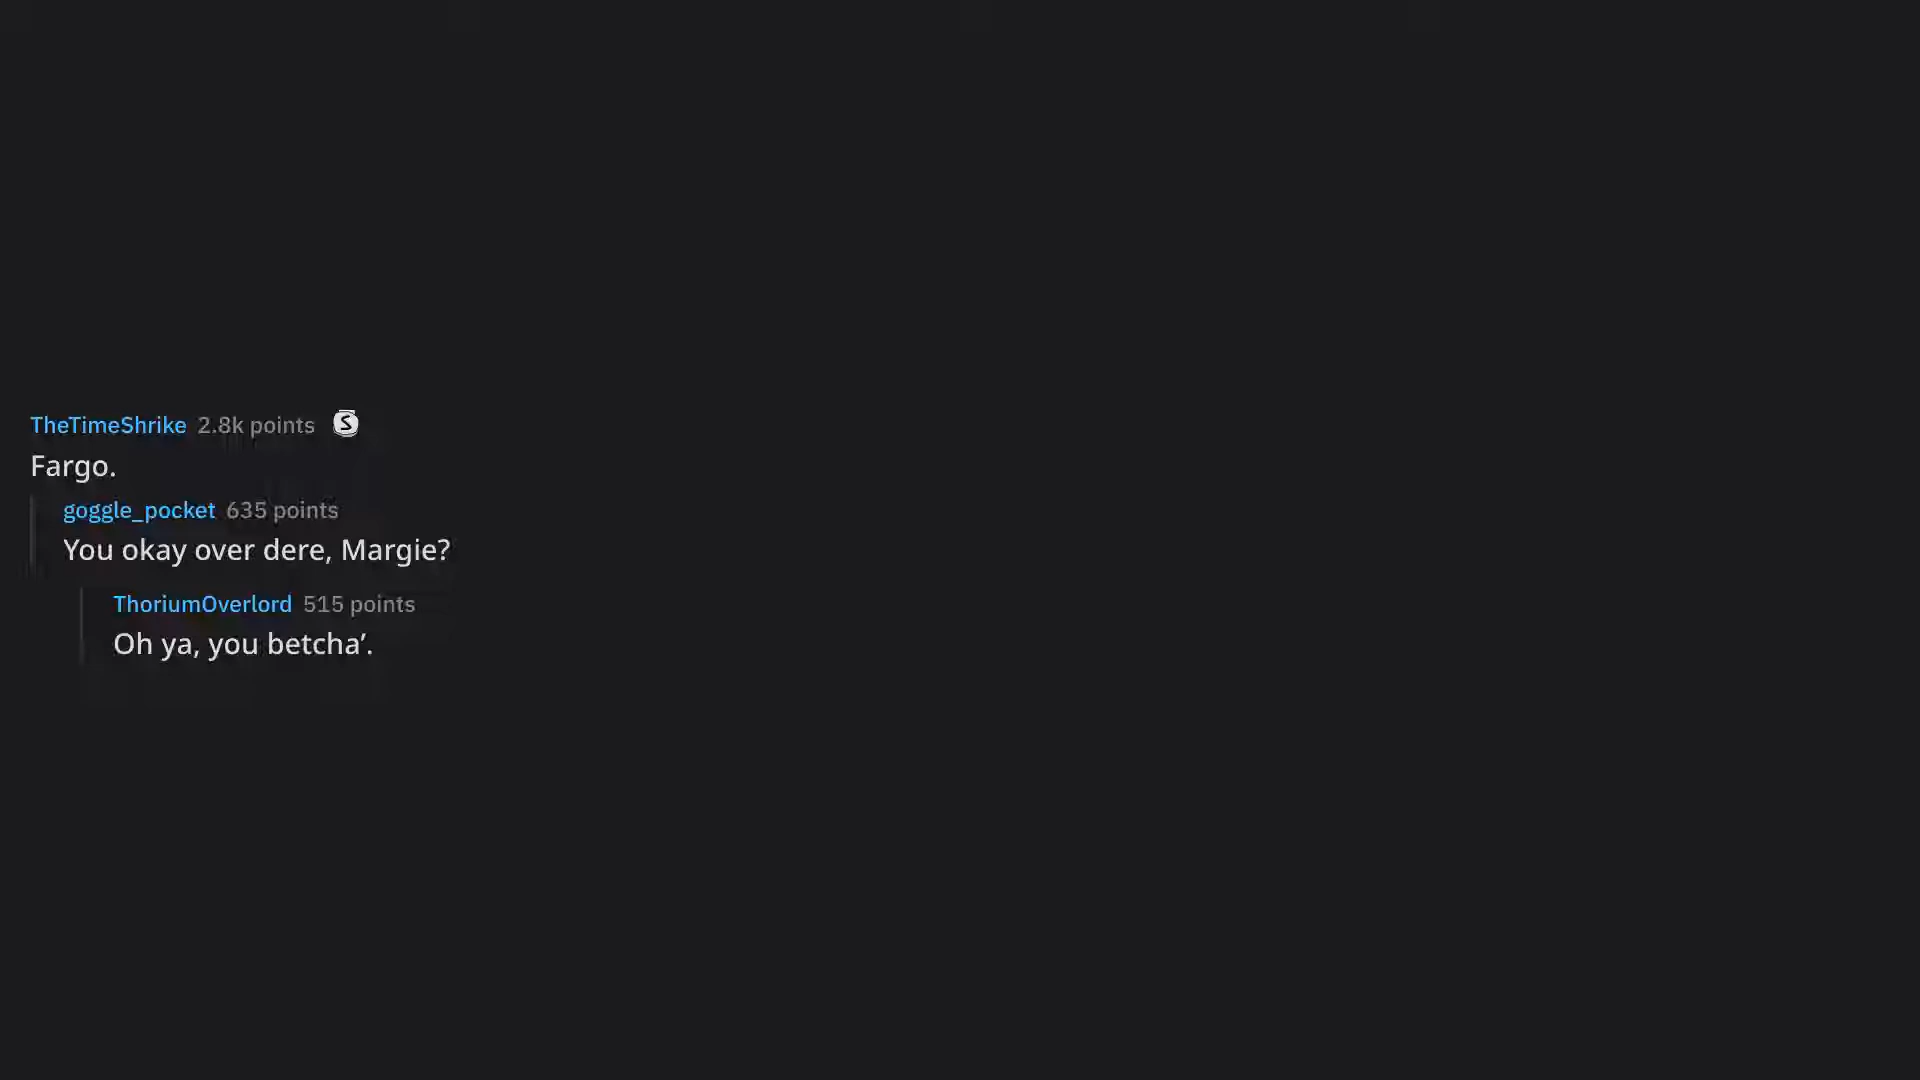 TheTimeShrike 2.8k points S
Fargo.
goggle_pocket 635 points
You okay over dere, Margie?
ThoriumOverlord 515 points
Oh ya, you betcha’.